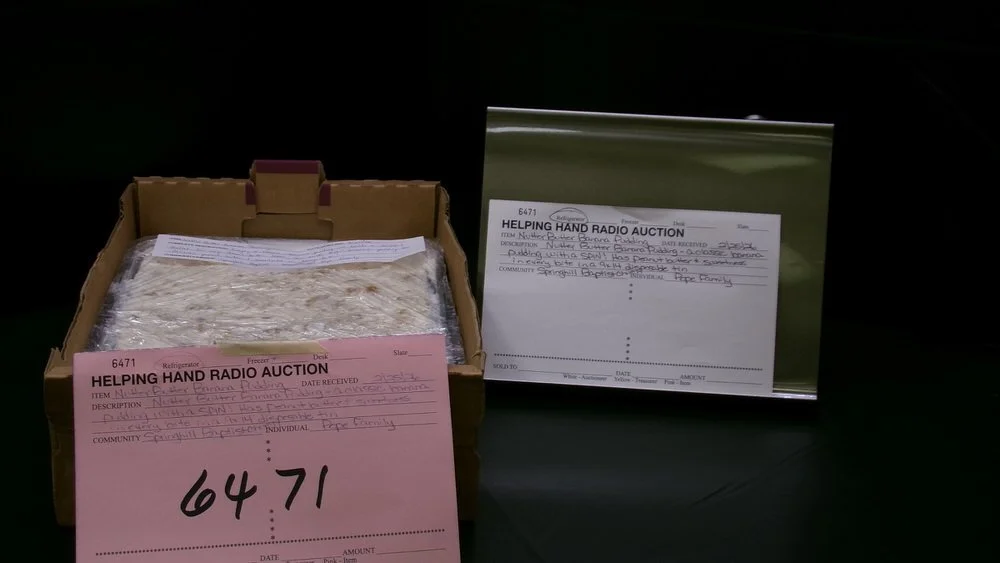 6471 Refrigerator Freezer Desk Slate
HELPING HAND RADIO AUCTION
ITEM Nutter Butter Banana Pudding DATE RECEIVED
DESCRIPTION Nutter Butter Banana Pudding - a classic banana
pudding with a spin! Has peanut butter & sweetness
in every bite in a 9x14 disposable tin
COMMUNITY Springhill Baptist INDIVIDUAL Pope Family
SOLD TO DATE AMOUNT
White - Auctioneer Yellow - Treasurer Pink - Item
6471 Refrigerator Freezer Desk Slate
HELPING HAND RADIO AUCTION
ITEM Nutter Butter Banana Pudding DATE RECEIVED
DESCRIPTION Nutter Butter Banana Pudding - a classic banana
pudding with a spin! Has peanut butter & sweetness
in every bite in a 9x14 disposable tin
COMMUNITY Springhill Baptist INDIVIDUAL Pope Family
6471
DATE AMOUNT
Pink - Item